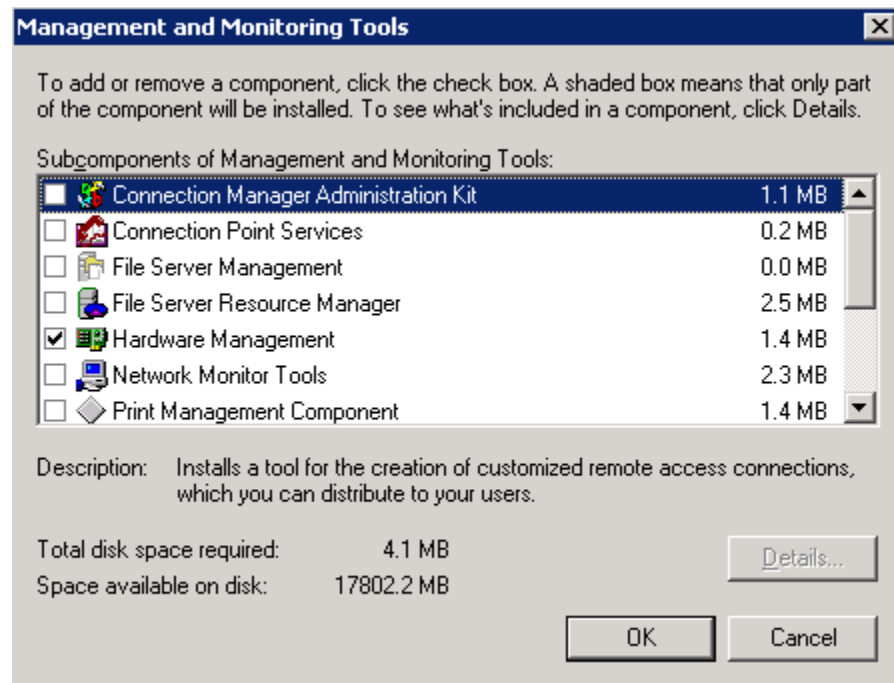 Management and Monitoring Tools
To add or remove a component, click the check box. A shaded box means that only part
of the component will be installed. To see what's included in a component, click Details.
Subcomponents of Management and Monitoring Tools:
Connection Manager Administration Kit 1.1 MB
Connection Point Services 0.2 MB
File Server Management 0.0 MB
File Server Resource Manager 2.5 MB
Hardware Management 1.4 MB
Network Monitor Tools 2.3 MB
Print Management Component 1.4 MB
Description: Installs a tool for the creation of customized remote access connections,
which you can distribute to your users.
Total disk space required: 4.1 MB
Space available on disk: 17802.2 MB
Details...
OK Cancel